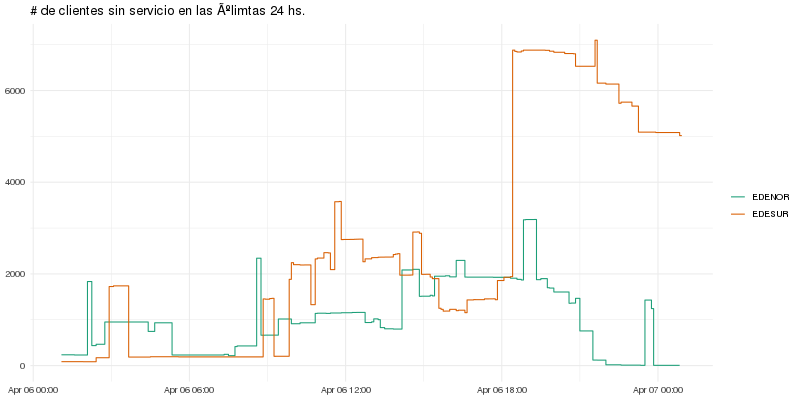 # de clientes sin servicio en las Ãºlimtas 24 hs.
6000
4000
2000
0
Apr 06 00:00
Apr 06 06:00
Apr 06 12:00
Apr 06 18:00
Apr 07 00:00
EDENOR
EDESUR